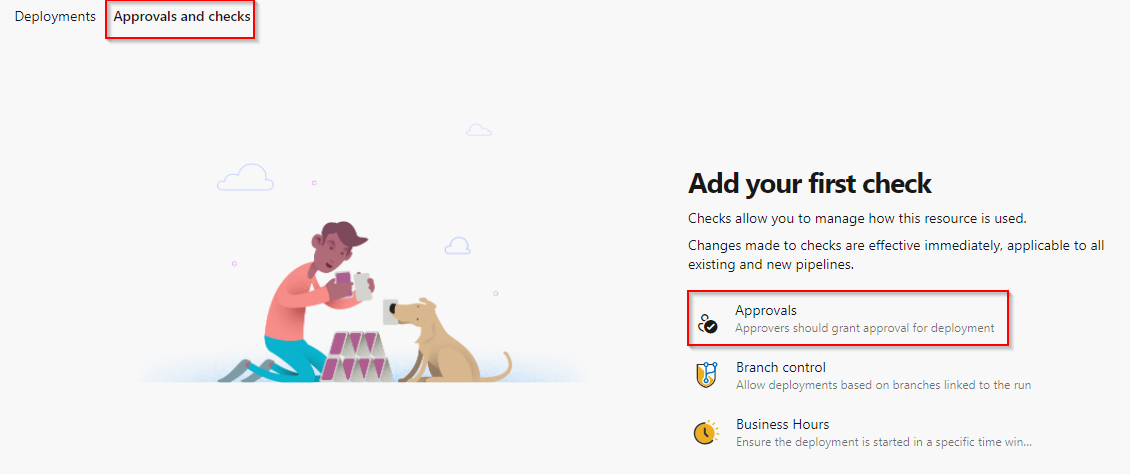 Deployments Approvals and checks
Add your first check
Checks allow you to manage how this resource is used.
Changes made to checks are effective immediately, applicable to all
existing and new pipelines.
Approvals
Approvers should grant approval for deployment
Branch control
Allow deployments based on branches linked to the run
Business Hours
Ensure the deployment is started in a specific time win...